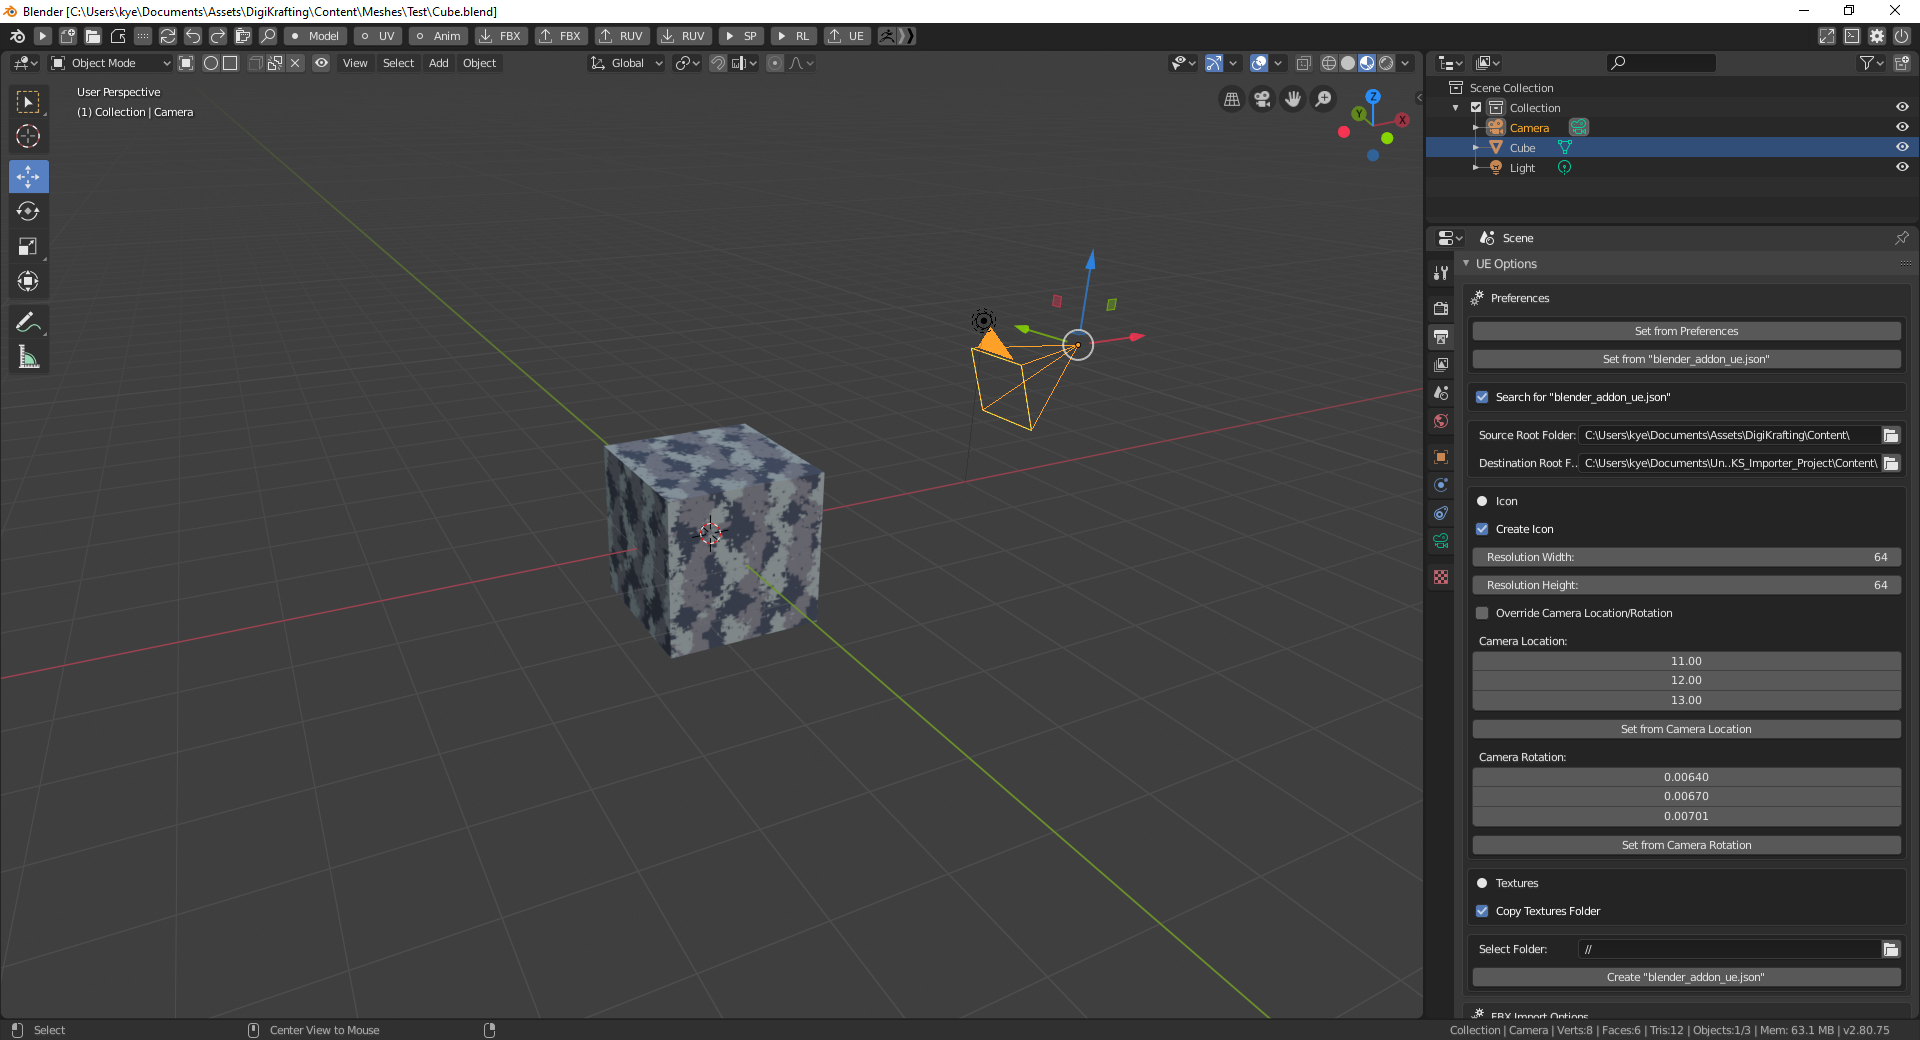 Blender [C:\Users\kye\Documents\Assets\DigiKrafting\Content\Meshes\Test\Cube.blend]
Model UV Anim FBX FBX RUV RUV SP RL UE
Object Mode View Select Add Object Global
User Perspective
(1) Collection | Camera
Z
Y
X
Scene Collection
Collection
Camera
Cube
Light
Scene
UE Options
Preferences
Set from Preferences
Set from "blender_addon_ue.json"
Search for "blender_addon_ue.json"
Source Root Folder: C:\Users\kye\Documents\Assets\DigiKrafting\Content\
Destination Root F.. C:\Users\kye\Documents\Un..KS_Importer_Project\Content\
Icon
Create Icon
Resolution Width: 64
Resolution Height: 64
Override Camera Location/Rotation
Camera Location:
11.00
12.00
13.00
Set from Camera Location
Camera Rotation:
0.00640
0.00670
0.00701
Set from Camera Rotation
Textures
Copy Textures Folder
Select Folder: //
Create "blender_addon_ue.json"
FBX Import Options
Select Center View to Mouse Collection | Camera | Verts:8 | Faces:6 | Tris:12 | Objects:1/3 | Mem: 63.1 MB | v2.80.75